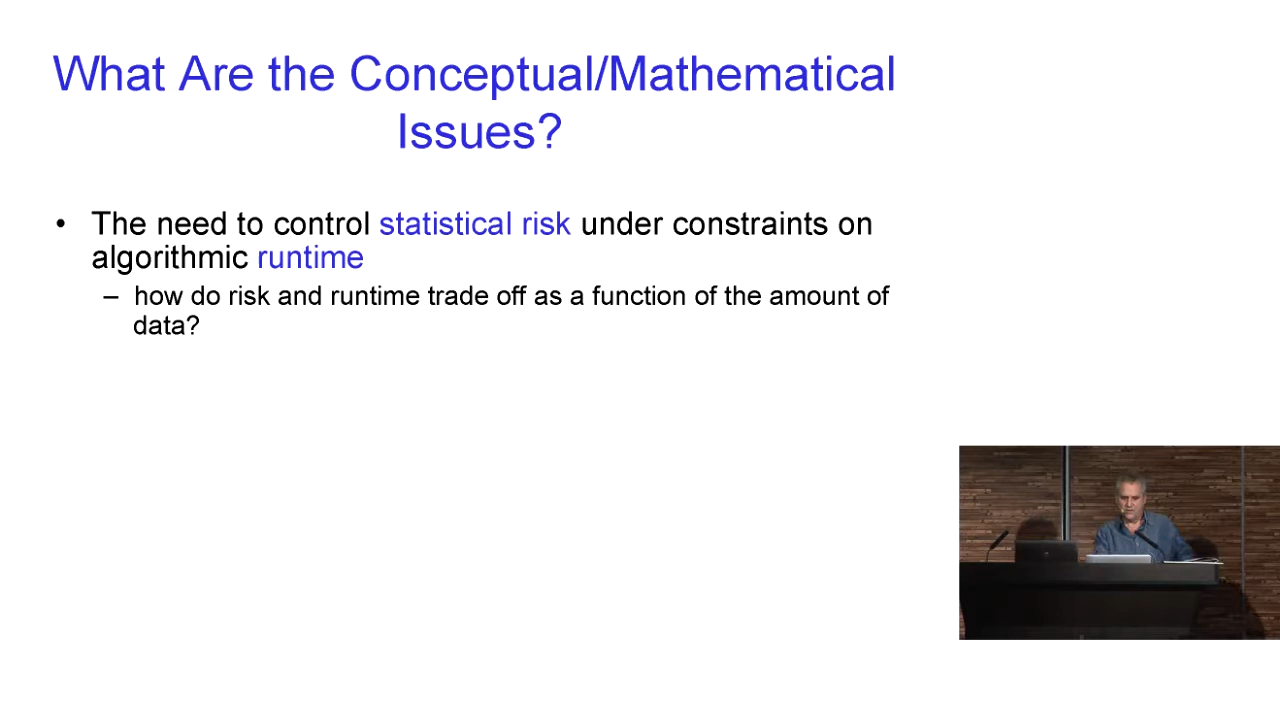 What Are the Conceptual/Mathematical
Issues?
• The need to control statistical risk under constraints on
algorithmic runtime
– how do risk and runtime trade off as a function of the amount of
data?